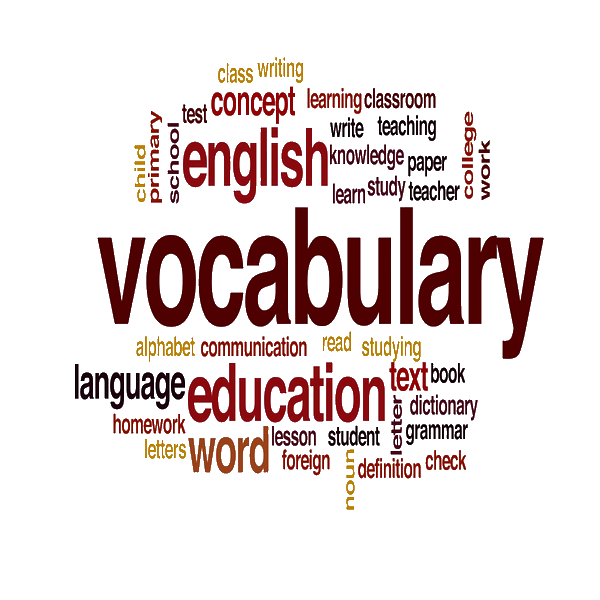 class writing
test concept learning classroom
child primary school english write teaching college work
knowledge paper
learn study teacher
vocabulary
alphabet communication read studying
language education text book
letter dictionary
homework word lesson student grammar
letters foreign noun definition check